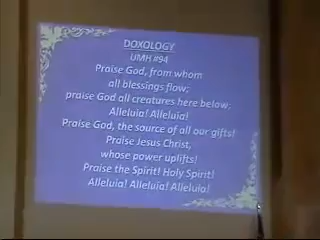 DOXOLOGY
UMH #94
Praise God, from whom
all blessings flow;
praise God all creatures here below:
Alleluia! Alleluia!
Praise God, the source of all our gifts!
Praise Jesus Christ,
whose power uplifts!
Praise the Spirit! Holy Spirit!
Alleluia! Alleluia! Alleluia!